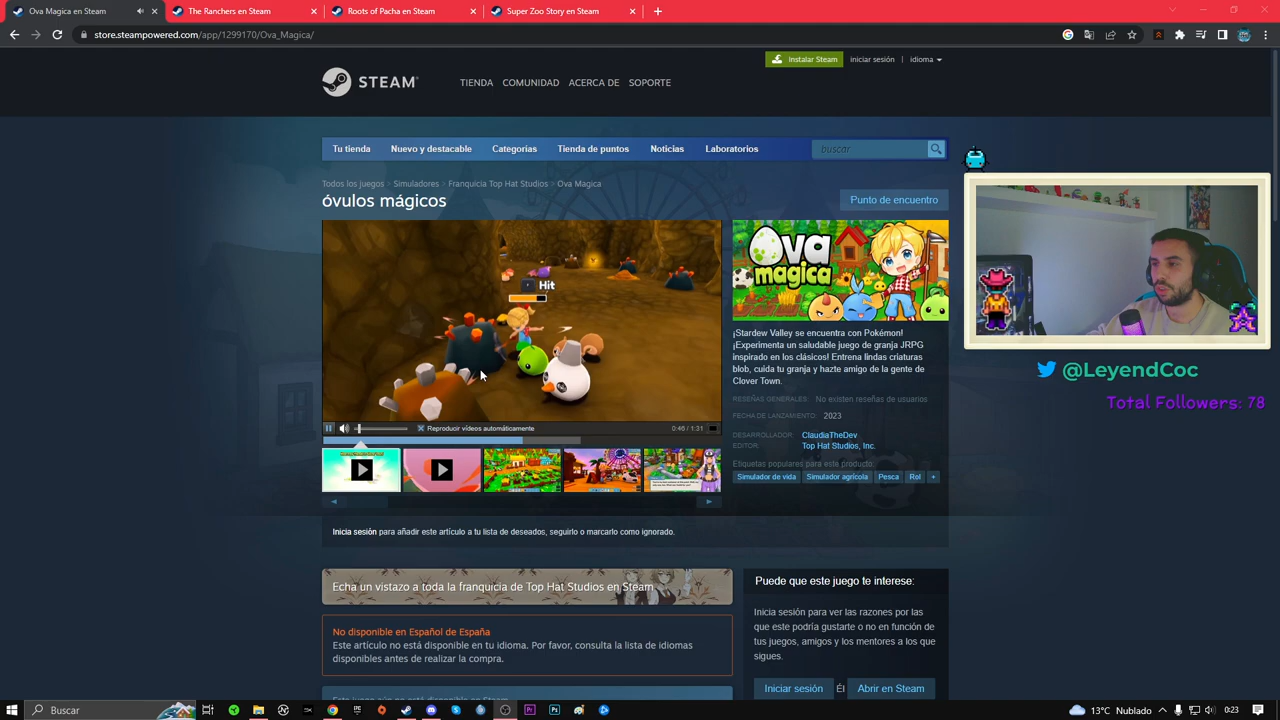 Ova Magica en Steam
The Ranchers en Steam
Roots of Pacha en Steam
Super Zoo Story en Steam
store.steampowered.com/app/1299170/Ova_Magica/
Instalar Steam
iniciar sesión | idioma
STEAM
TIENDA COMUNIDAD ACERCA DE SOPORTE
Tu tienda Nuevo y destacable Categorías Tienda de puntos Noticias Laboratorios
buscar
Todos los juegos > Simuladores > Franquicia Top Hat Studios > Ova Magica
óvulos mágicos
Punto de encuentro
Hit
Ova
magica
¡Stardew Valley se encuentra con Pokémon!
¡Experimenta un saludable juego de granja JRPG
inspirado en los clásicos! Entrena lindas criaturas
blob, cuida tu granja y hazte amigo de la gente de
Clover Town.
RESEÑAS GENERALES: No existen reseñas de usuarios
FECHA DE LANZAMIENTO: 2023
DESARROLLADOR: ClaudiaTheDev
EDITOR: Top Hat Studios, Inc.
Etiquetas populares para este producto:
Simulador de vida Simulador agrícola Pesca Rol +
Reproducir vídeos automáticamente
0:46 / 1:31
@LeyendCoc
Total Followers: 78
Inicia sesión para añadir este artículo a tu lista de deseados, seguirlo o marcarlo como ignorado.
Echa un vistazo a toda la franquicia de Top Hat Studios en Steam
No disponible en Español de España
Este artículo no está disponible en tu idioma. Por favor, consulta la lista de idiomas
disponibles antes de realizar la compra.
Este juego aún no está disponible en Steam
Puede que este juego te interese:
Inicia sesión para ver las razones por las
que este podría gustarte o no en función de
tus juegos, amigos y los mentores a los que
sigues.
Iniciar sesión Él Abrir en Steam
Buscar
13°C Nublado
0:23